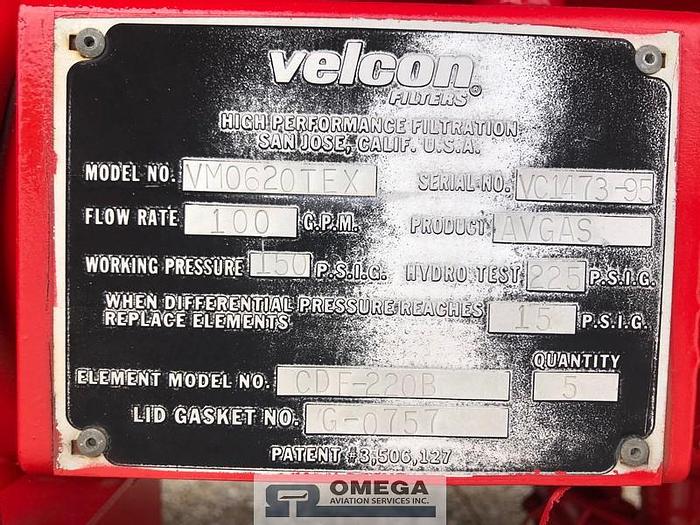 velcon®
FILTERS
HIGH PERFORMANCE FILTRATION
SAN JOSE, CALIF. U.S.A.
MODEL NO. VM0620TEX SERIAL NO. VC1473-95
FLOW RATE 100 G.P.M. PRODUCT AVGAS
WORKING PRESSURE 150 P.S.I.G. HYDRO TEST 225 P.S.I.G.
WHEN DIFFERENTIAL PRESSURE REACHES 15 P.S.I.G.
REPLACE ELEMENTS
QUANTITY
ELEMENT MODEL NO. CDF-220B 5
LID GASKET NO. G-0757
PATENT #3,506,127
OMEGA
AVIATION SERVICES INC.